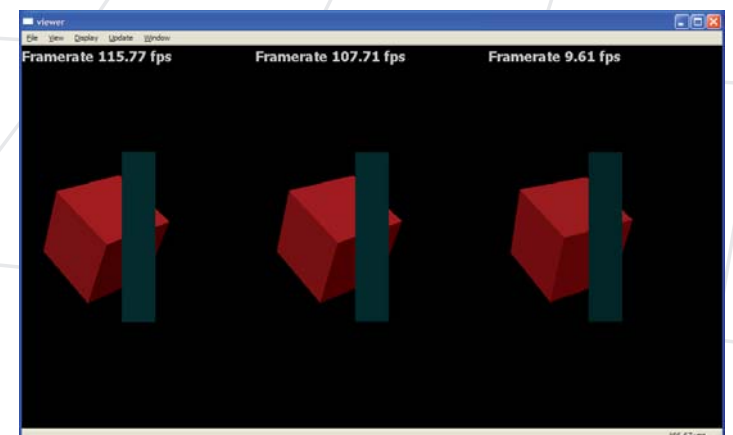 viewer
File View Display Update Window
Framerate 115.77 fps Framerate 107.71 fps Framerate 9.61 fps